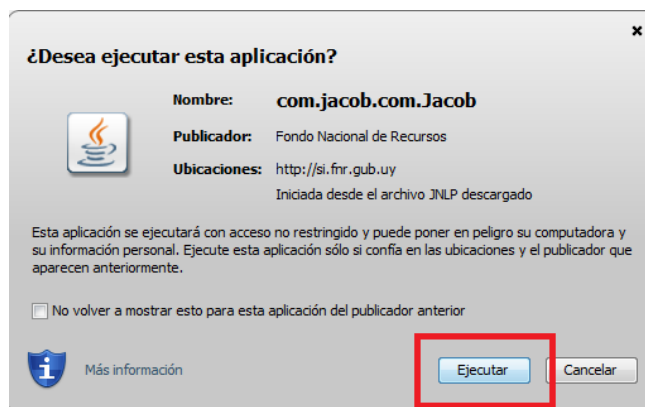 ¿Desea ejecutar esta aplicación?
Nombre: com.jacob.com.Jacob
Publicador: Fondo Nacional de Recursos
Ubicaciones: http://si.fnr.gub.uy
Iniciada desde el archivo JNLP descargado
Esta aplicación se ejecutará con acceso no restringido y puede poner en peligro su computadora y
su información personal. Ejecute esta aplicación sólo si confía en las ubicaciones y el publicador que
aparecen anteriormente.
No volver a mostrar esto para esta aplicación del publicador anterior
Más información
Ejecutar
Cancelar